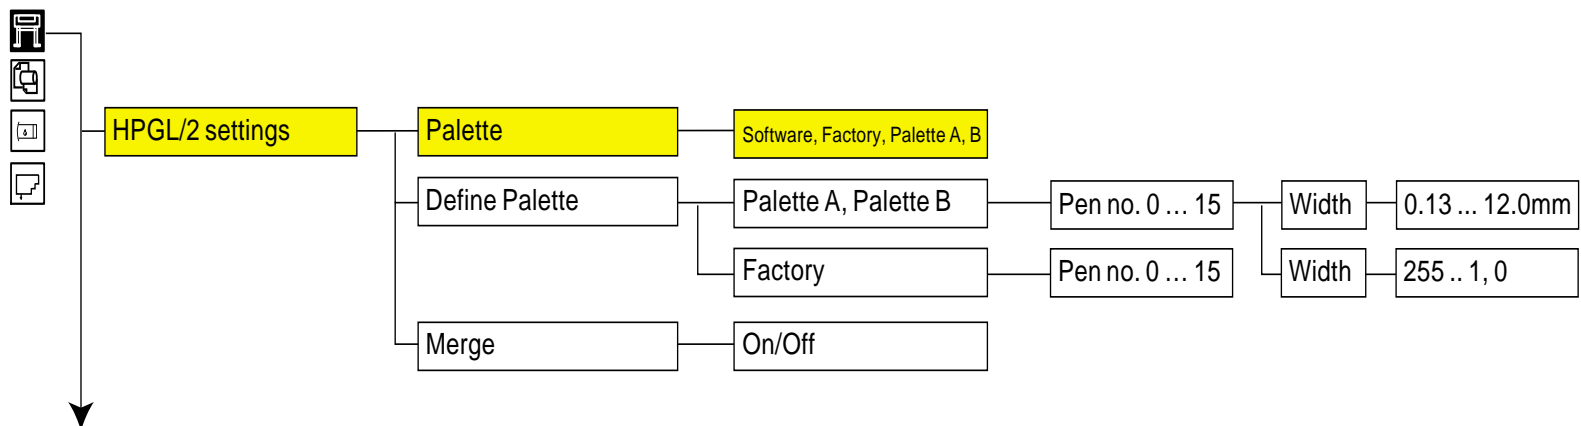 HPGL/2 settings
Palette
Software, Factory, Palette A, B
Define Palette
Palette A, Palette B
Pen no. 0 ... 15
Width
0.13 ... 12.0mm
Factory
Pen no. 0 ... 15
Width
255 .. 1, 0
Merge
On/Off